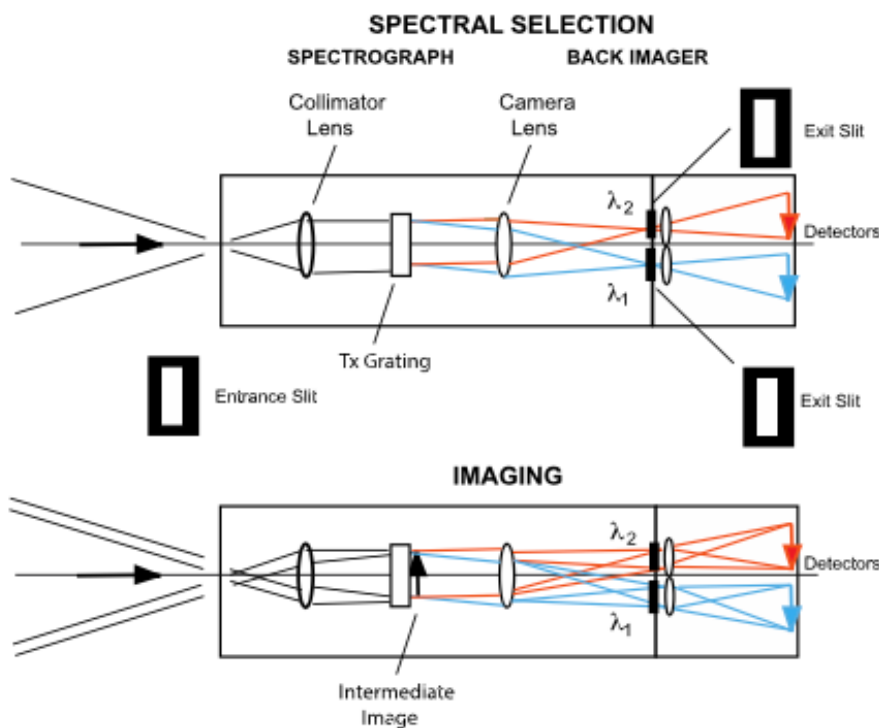 SPECTRAL SELECTION
SPECTROGRAPH BACK IMAGER
Collimator
Lens
Camera
Lens
Exit Slit
λ2
Detectors
λ1
Tx Grating
Entrance Slit
Exit Slit
IMAGING
λ2
Detectors
λ1
Intermediate
Image